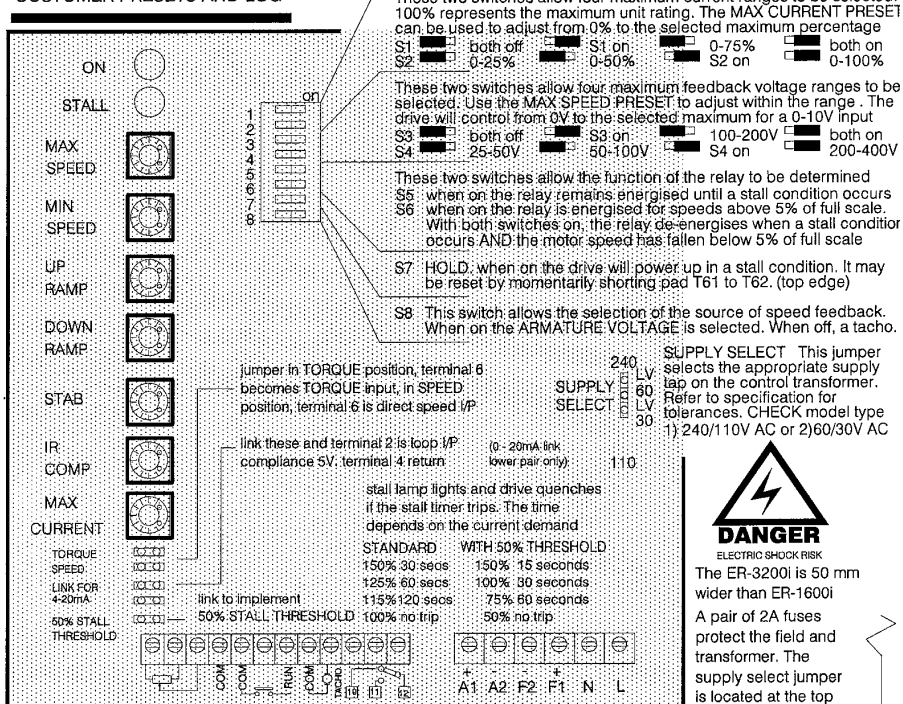 CUSTOMER PRESETS AND LOG
These two switches allow four maximum current ranges to be selected.
100% represents the maximum unit rating. The MAX CURRENT PRESET
can be used to adjust from 0% to the selected maximum percentage
S1 both off S1 on 0-75% both on
S2 0-25% 0-50% S2 on 0-100%
These two switches allow four maximum feedback voltage ranges to be
selected. Use the MAX SPEED PRESET to adjust within the range . The
drive will control from 0V to the selected maximum for a 0-10V input
S3 both off S3 on 100-200V both on
S4 25-50V 50-100V S4 on 200-400V
These two switches allow the function of the relay to be determined
S5 when on the relay remains energised until a stall condition occurs
S6 when on the relay is energised for speeds above 5% of full scale.
With both switches on, the relay de-energises when a stall condition
occurs AND the motor speed has fallen below 5% of full scale
S7 HOLD. when on the drive will power up in a stall condition. It may
be reset by momentarily shorting pad T61 to T62. (top edge)
S8 This switch allows the selection of the source of speed feedback.
When on the ARMATURE VOLTAGE is selected. When off, a tacho.
ON
STALL
MAX
SPEED
MIN
SPEED
UP
RAMP
DOWN
RAMP
STAB
IR
COMP
MAX
CURRENT
TORQUE
SPEED
LINK FOR
4-20mA
50% STALL
THRESHOLD
on
1
2
3
4
5
6
7
8
jumper in TORQUE position, terminal 6
becomes TORQUE input, in SPEED
position, terminal 6 is direct speed I/P
link these and terminal 2 is loop I/P
compliance 5V. terminal 4 return
(0 - 20mA link
lower pair only)
240
LV
SUPPLY 60
SELECT LV
30
110
SUPPLY SELECT This jumper
selects the appropriate supply
tap on the control transformer.
Refer to specification for
tolerances. CHECK model type
1) 240/110V AC or 2)60/30V AC
stall lamp lights and drive quenches
if the stall timer trips. The time
depends on the current demand
STANDARD WITH 50% THRESHOLD
150% 30 secs 150% 15 seconds
125% 60 secs 100% 30 seconds
115%120 secs 75% 60 seconds
100% no trip 50% no trip
link to implement
50% STALL THRESHOLD
DANGER
ELECTRIC SHOCK RISK
The ER-3200i is 50 mm
wider than ER-1600i
A pair of 2A fuses
protect the field and
transformer. The
supply select jumper
is located at the top
COM
COM
RUN
COM
TACHO
10 11 12
+ - +
A1 A2 F2 F1 N L